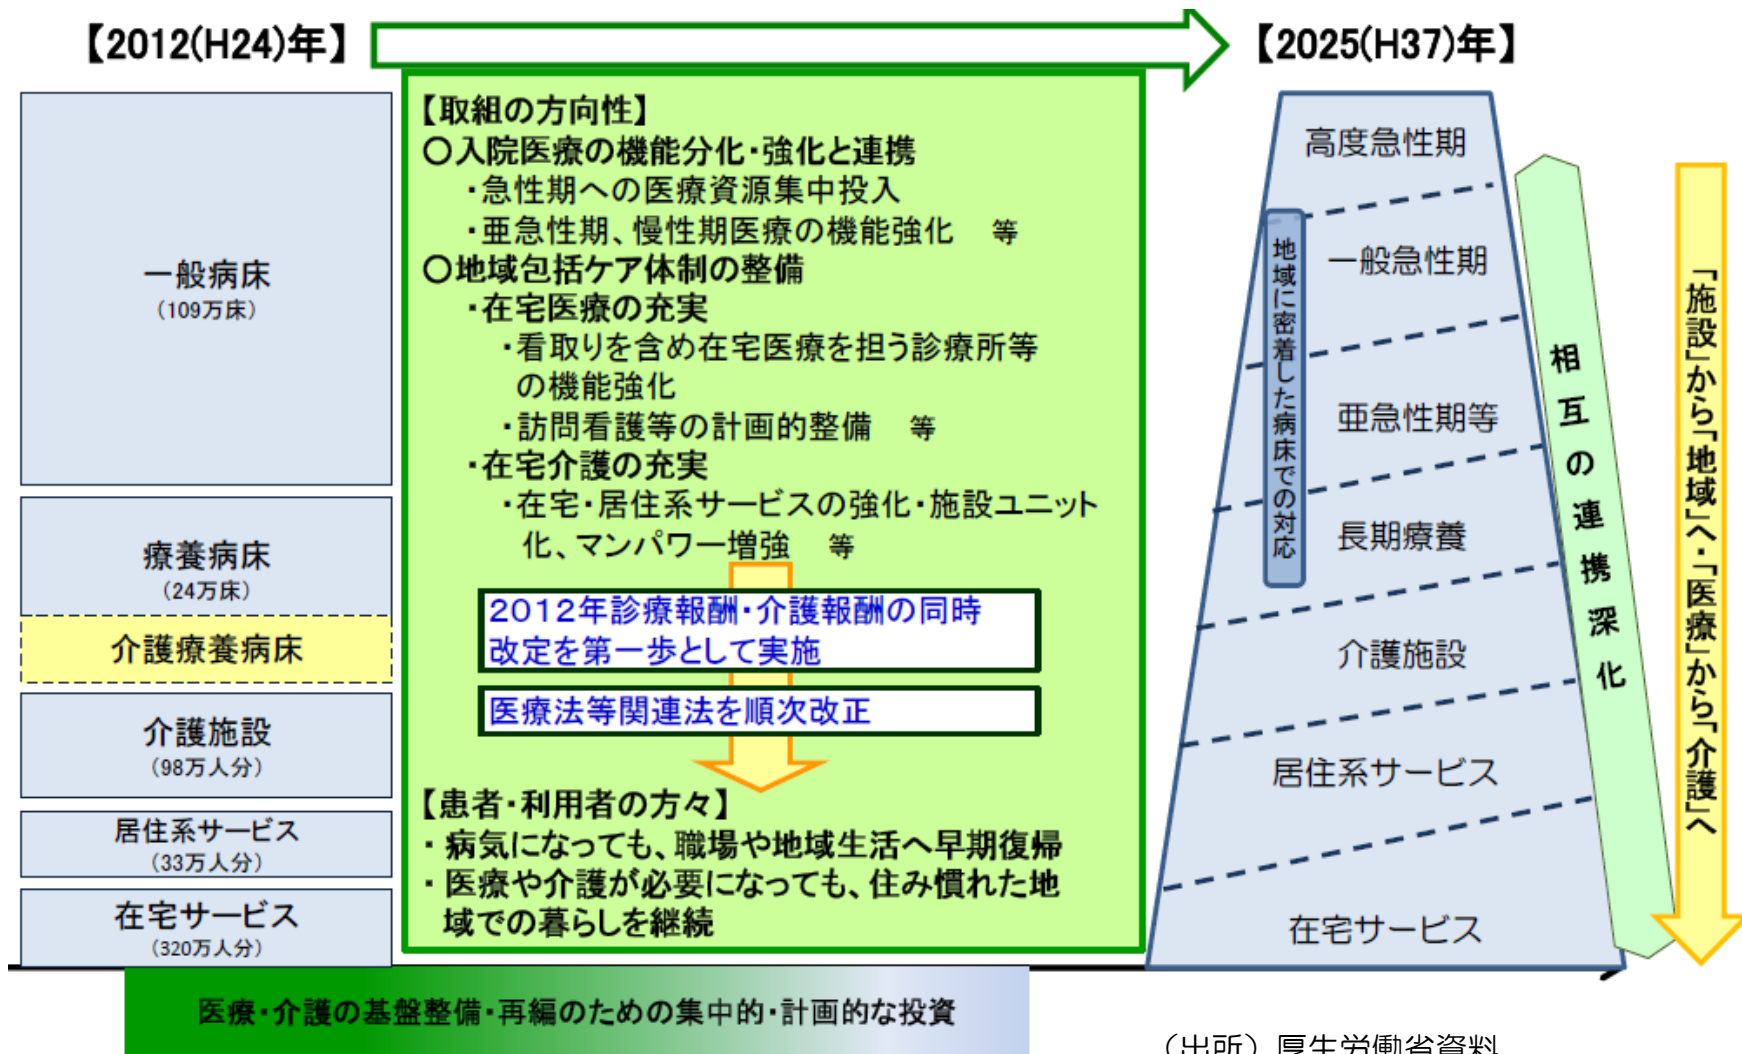 【2012(H24)年】
【2025(H37)年】
一般病床
(109万床)
療養病床
(24万床)
介護療養病床
介護施設
(98万人分)
居住系サービス
(33万人分)
在宅サービス
(320万人分)
【取組の方向性】
○入院医療の機能分化・強化と連携
・急性期への医療資源集中投入
・亜急性期、慢性期医療の機能強化 等
○地域包括ケア体制の整備
・在宅医療の充実
・看取りを含め在宅医療を担う診療所等
の機能強化
・訪問看護等の計画的整備 等
・在宅介護の充実
・在宅・居住系サービスの強化・施設ユニット
化、マンパワー増強 等
2012年診療報酬・介護報酬の同時
改定を第一歩として実施
医療法等関連法を順次改正
【患者・利用者の方々】
・病気になっても、職場や地域生活へ早期復帰
・医療や介護が必要になっても、住み慣れた地
域での暮らしを継続
医療・介護の基盤整備・再編のための集中的・計画的な投資
高度急性期
一般急性期
亜急性期等
長期療養
介護施設
居住系サービス
在宅サービス
地域に密着した病床での対応
相互の連携深化
「施設」から「地域」へ・「医療」から「介護」へ
(出所)厚生労働省資料